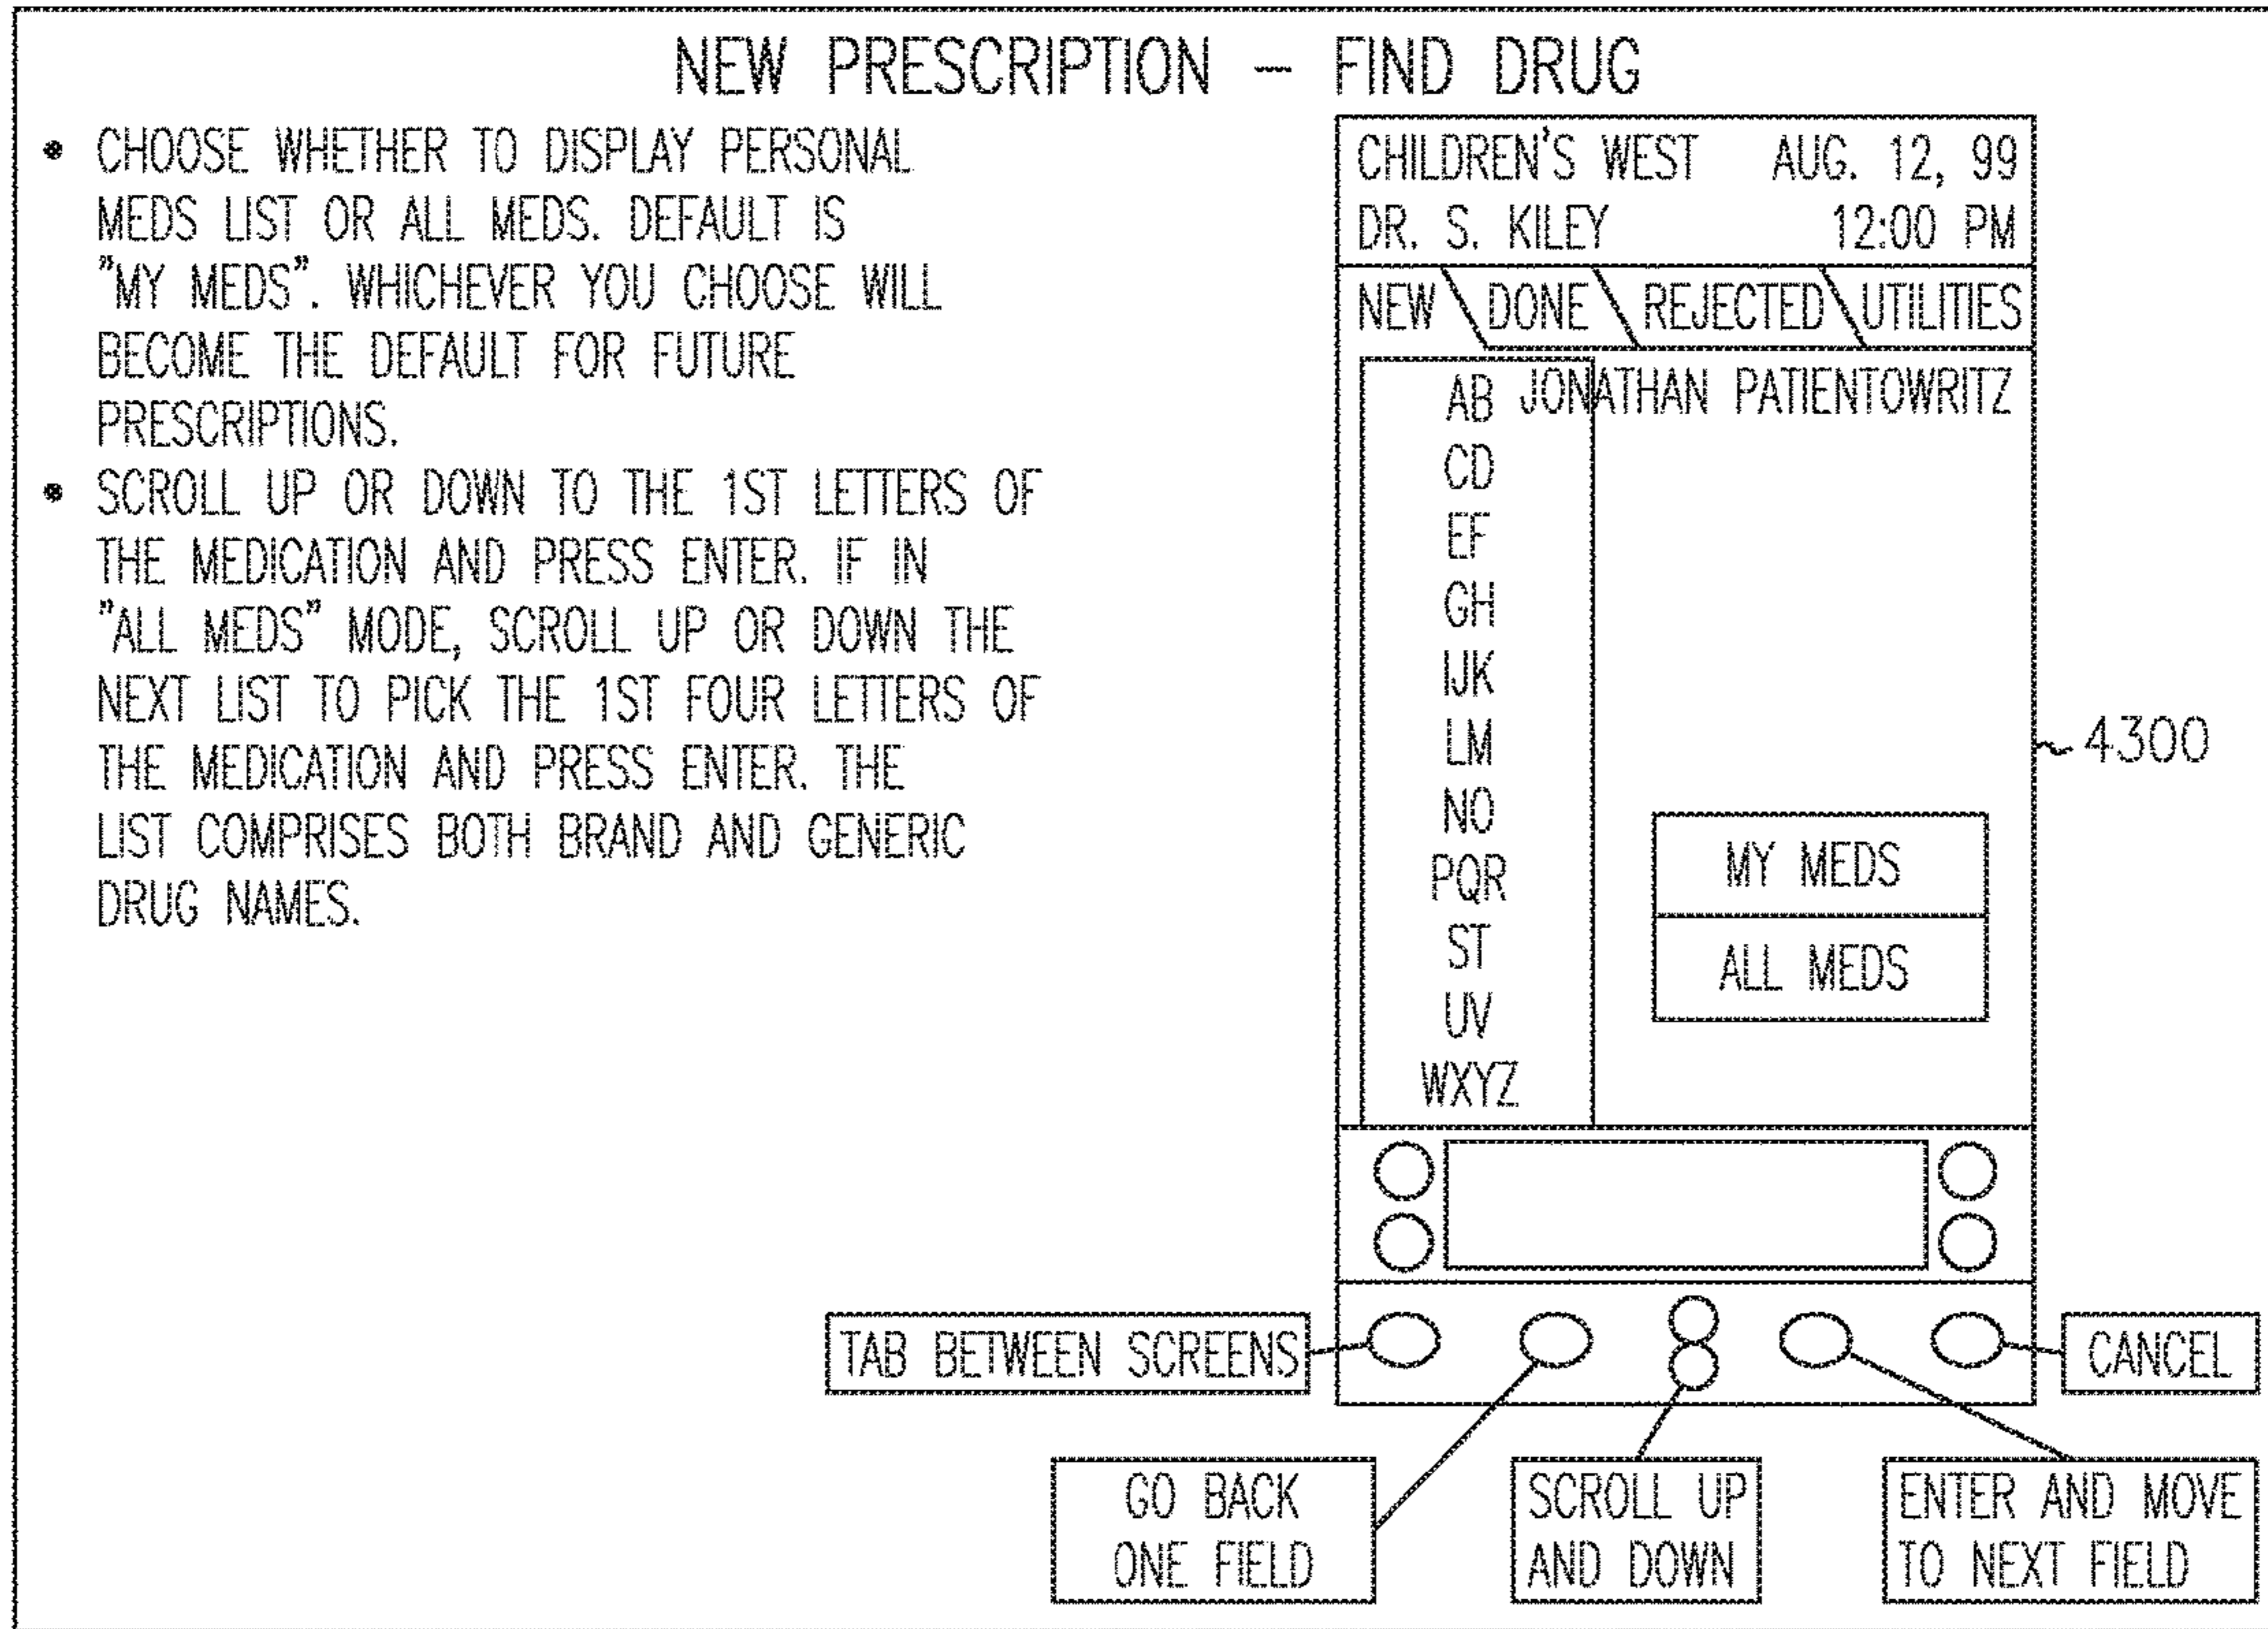 NEW PRESCRIPTION — FIND DRUG
• CHOOSE WHETHER TO DISPLAY PERSONAL
MEDS LIST OR ALL MEDS. DEFAULT IS
"MY MEDS". WHICHEVER YOU CHOOSE WILL
BECOME THE DEFAULT FOR FUTURE
PRESCRIPTIONS.
• SCROLL UP OR DOWN TO THE 1ST LETTERS OF
THE MEDICATION AND PRESS ENTER. IF IN
"ALL MEDS" MODE, SCROLL UP OR DOWN THE
NEXT LIST TO PICK THE 1ST FOUR LETTERS OF
THE MEDICATION AND PRESS ENTER. THE
LIST COMPRISES BOTH BRAND AND GENERIC
DRUG NAMES.
CHILDREN'S WEST AUG. 12, 99
DR. S. KILEY 12:00 PM
NEW DONE REJECTED UTILITIES
AB JONATHAN PATIENTOWRITZ
CD
EF
GH
IJK
LM
NO
PQR
ST
UV
WXYZ
MY MEDS
ALL MEDS
4300
TAB BETWEEN SCREENS
CANCEL
GO BACK
ONE FIELD
SCROLL UP
AND DOWN
ENTER AND MOVE
TO NEXT FIELD